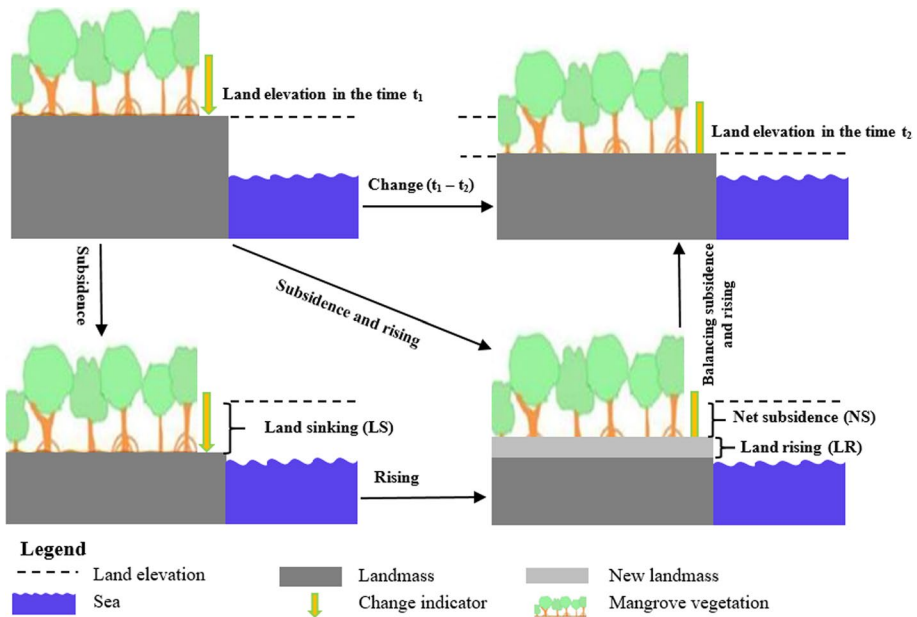 Land elevation in the time t₁
Land elevation in the time t₂
Change (t₁ – t₂)
Subsidence
Subsidence and rising
Balancing subsidence
and rising
Land sinking (LS)
Net subsidence (NS)
Land rising (LR)
Rising
Legend
Land elevation
Landmass
New landmass
Sea
Change indicator
Mangrove vegetation